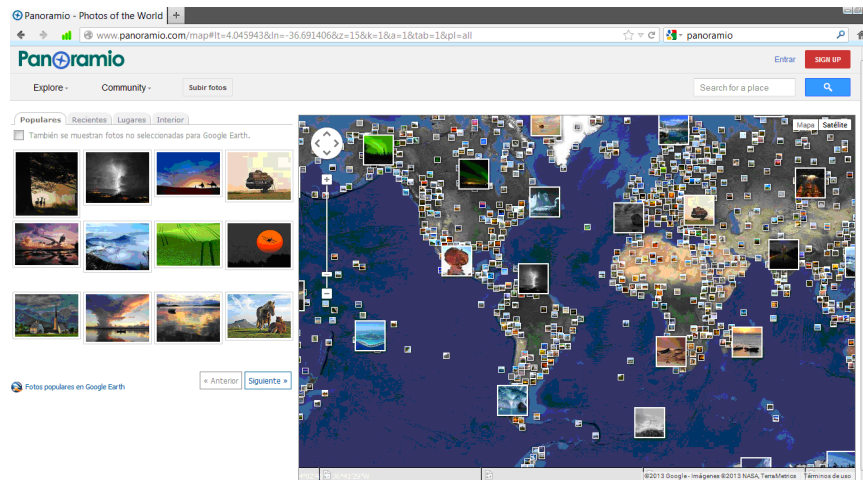 Panoramio - Photos of the World
www.panoramio.com/map#lt=4.045943&ln=-36.691406&z=15&k=1&a=1&tab=1&pl=all
panoramio
Panoramio
Entrar
SIGN UP
Explore
Community
Subir fotos
Search for a place
Populares Recientes Lugares Interior
También se muestran fotos no seleccionadas para Google Earth.
Mapa Satélite
« Anterior Siguiente »
Fotos populares en Google Earth
©2013 Google - Imágenes ©2013 NASA, TerraMetrics Términos de uso